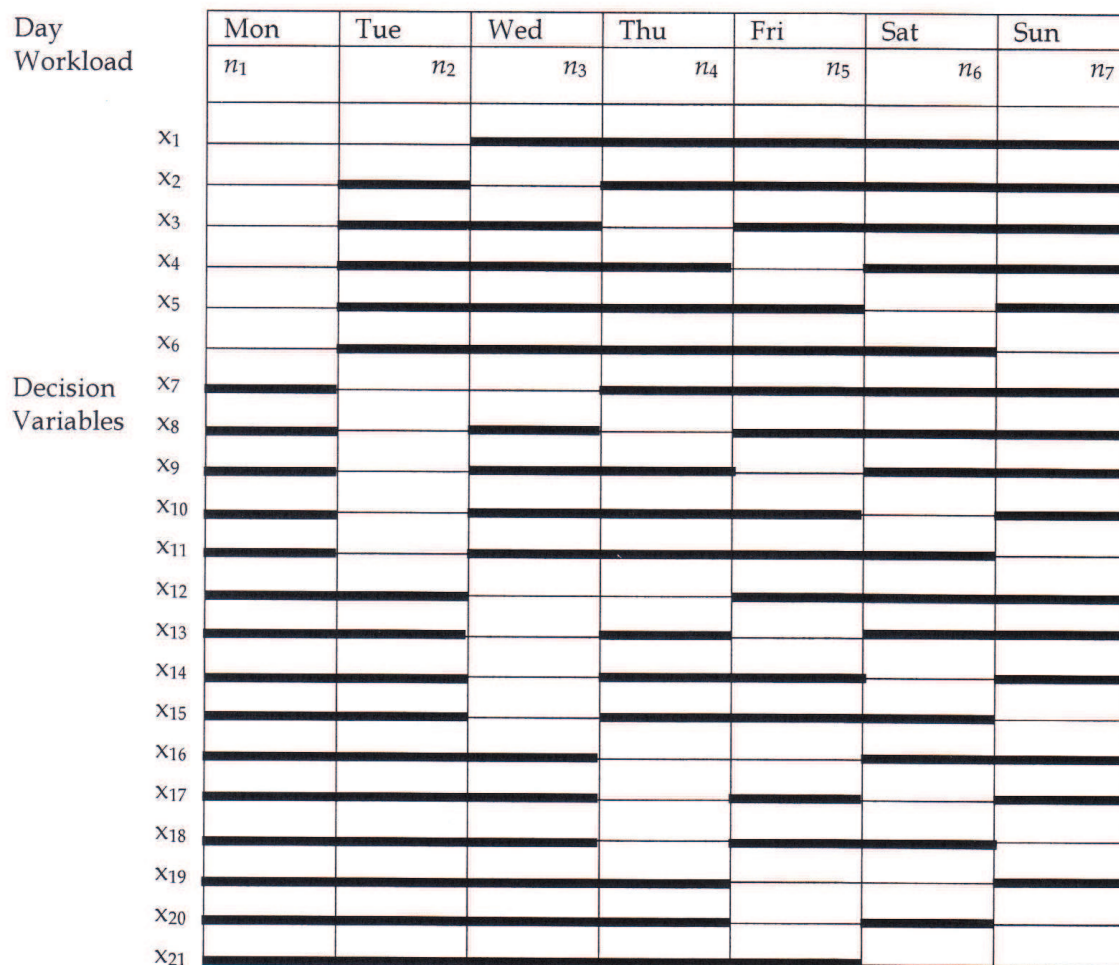 Day Mon Tue Wed Thu Fri Sat Sun
Workload n1 n2 n3 n4 n5 n6 n7
x1
x2
x3
x4
x5
x6
Decision x7
Variables x8
x9
x10
x11
x12
x13
x14
x15
x16
x17
x18
x19
x20
x21